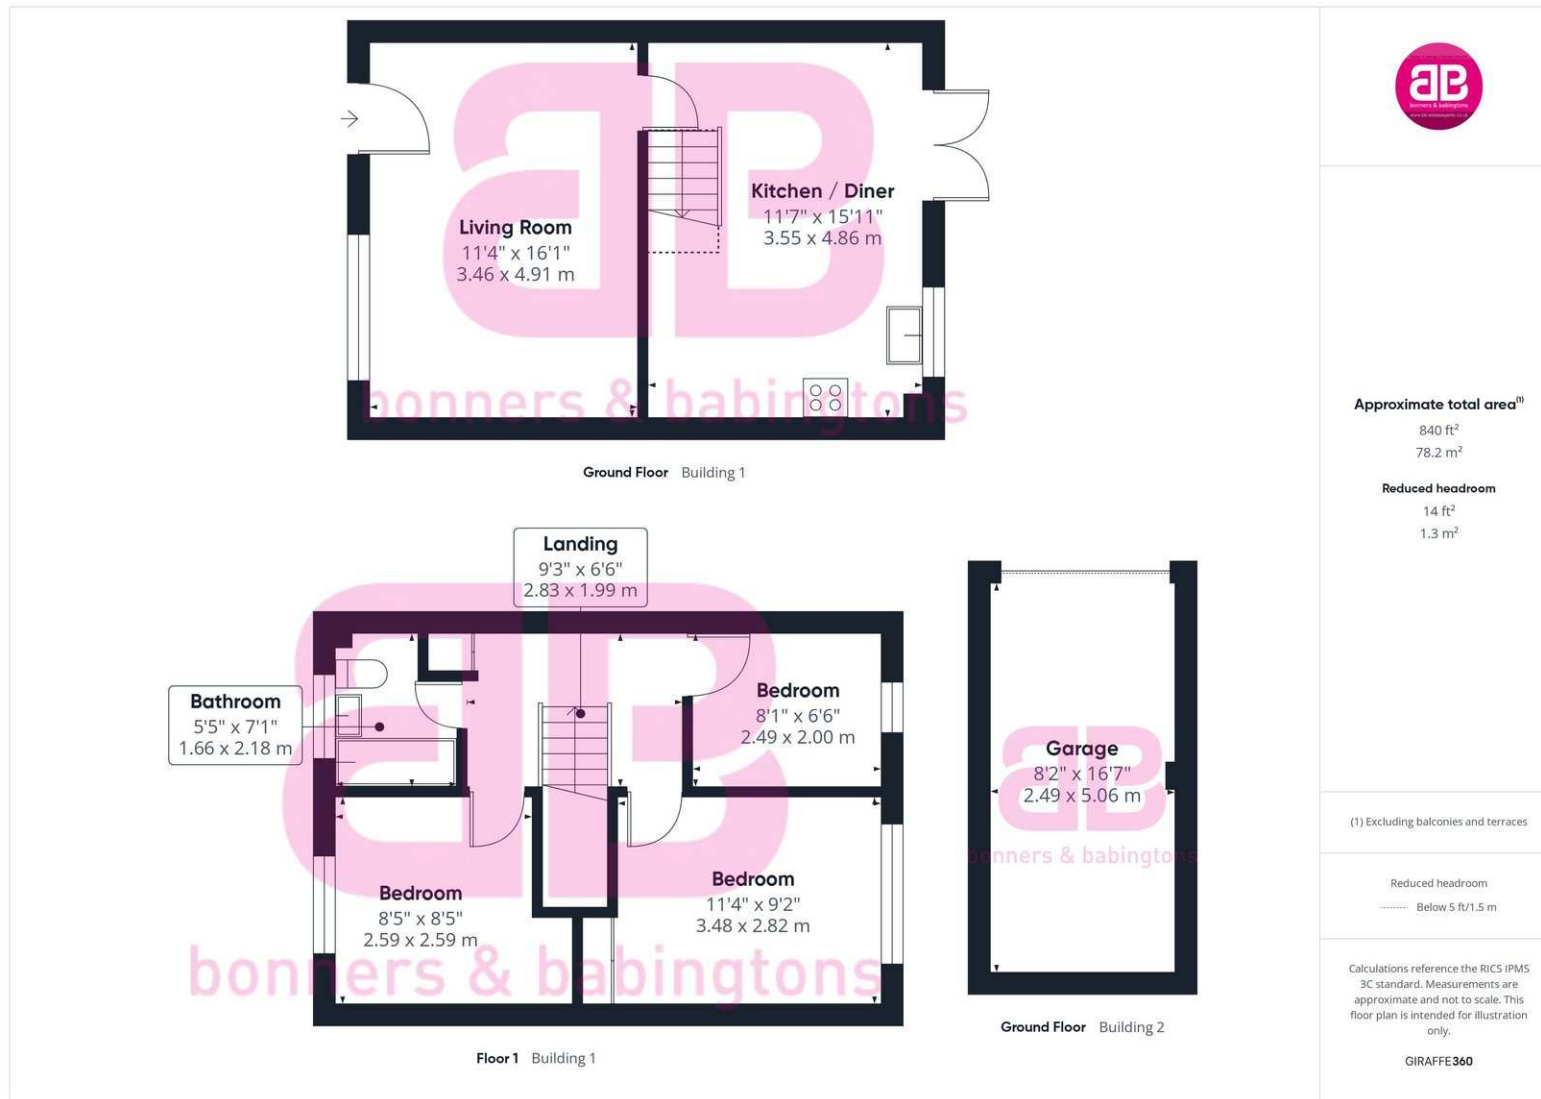 Living Room
11'4" x 16'1"
3.46 x 4.91 m
Kitchen / Diner
11'7" x 15'11"
3.55 x 4.86 m
bonners & babingtons
Ground Floor Building 1
Landing
9'3" x 6'6"
2.83 x 1.99 m
Bathroom
5'5" x 7'1"
1.66 x 2.18 m
Bedroom
8'1" x 6'6"
2.49 x 2.00 m
Bedroom
8'5" x 8'5"
2.59 x 2.59 m
Bedroom
11'4" x 9'2"
3.48 x 2.82 m
bonners & babingtons
Floor 1 Building 1
Garage
8'2" x 16'7"
2.49 x 5.06 m
bonners & babingtons
Ground Floor Building 2
bonners & babingtons
Approximate total area⁽¹⁾
840 ft²
78.2 m²
Reduced headroom
14 ft²
1.3 m²
(1) Excluding balconies and terraces
Reduced headroom
Below 5 ft/1.5 m
Calculations reference the RICS IPMS
3C standard. Measurements are
approximate and not to scale. This
floor plan is intended for illustration
only.
GIRAFFE360